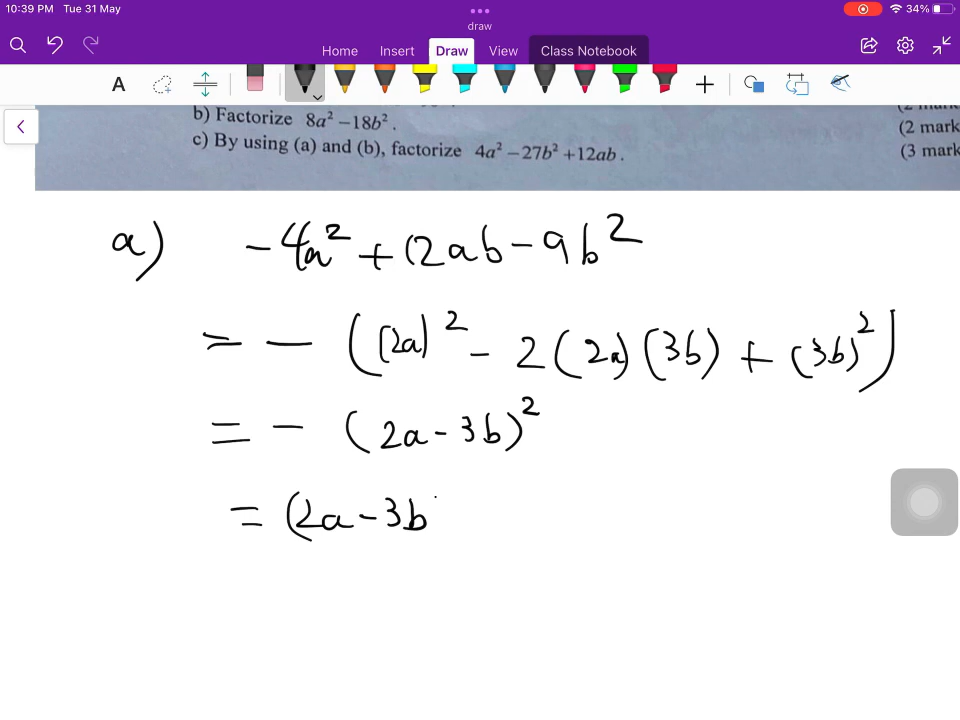 10:39 PM Tue 31 May
34%
draw
Home Insert Draw View Class Notebook
A
b) Factorize 8a² – 18b².
(2 mark
c) By using (a) and (b), factorize 4a² – 27b² + 12ab.
(3 mark
a) -4a² + 12ab - 9b²
= - ((2a)² - 2(2a)(3b) + (3b)²)
= - (2a - 3b)²
= (2a - 3b